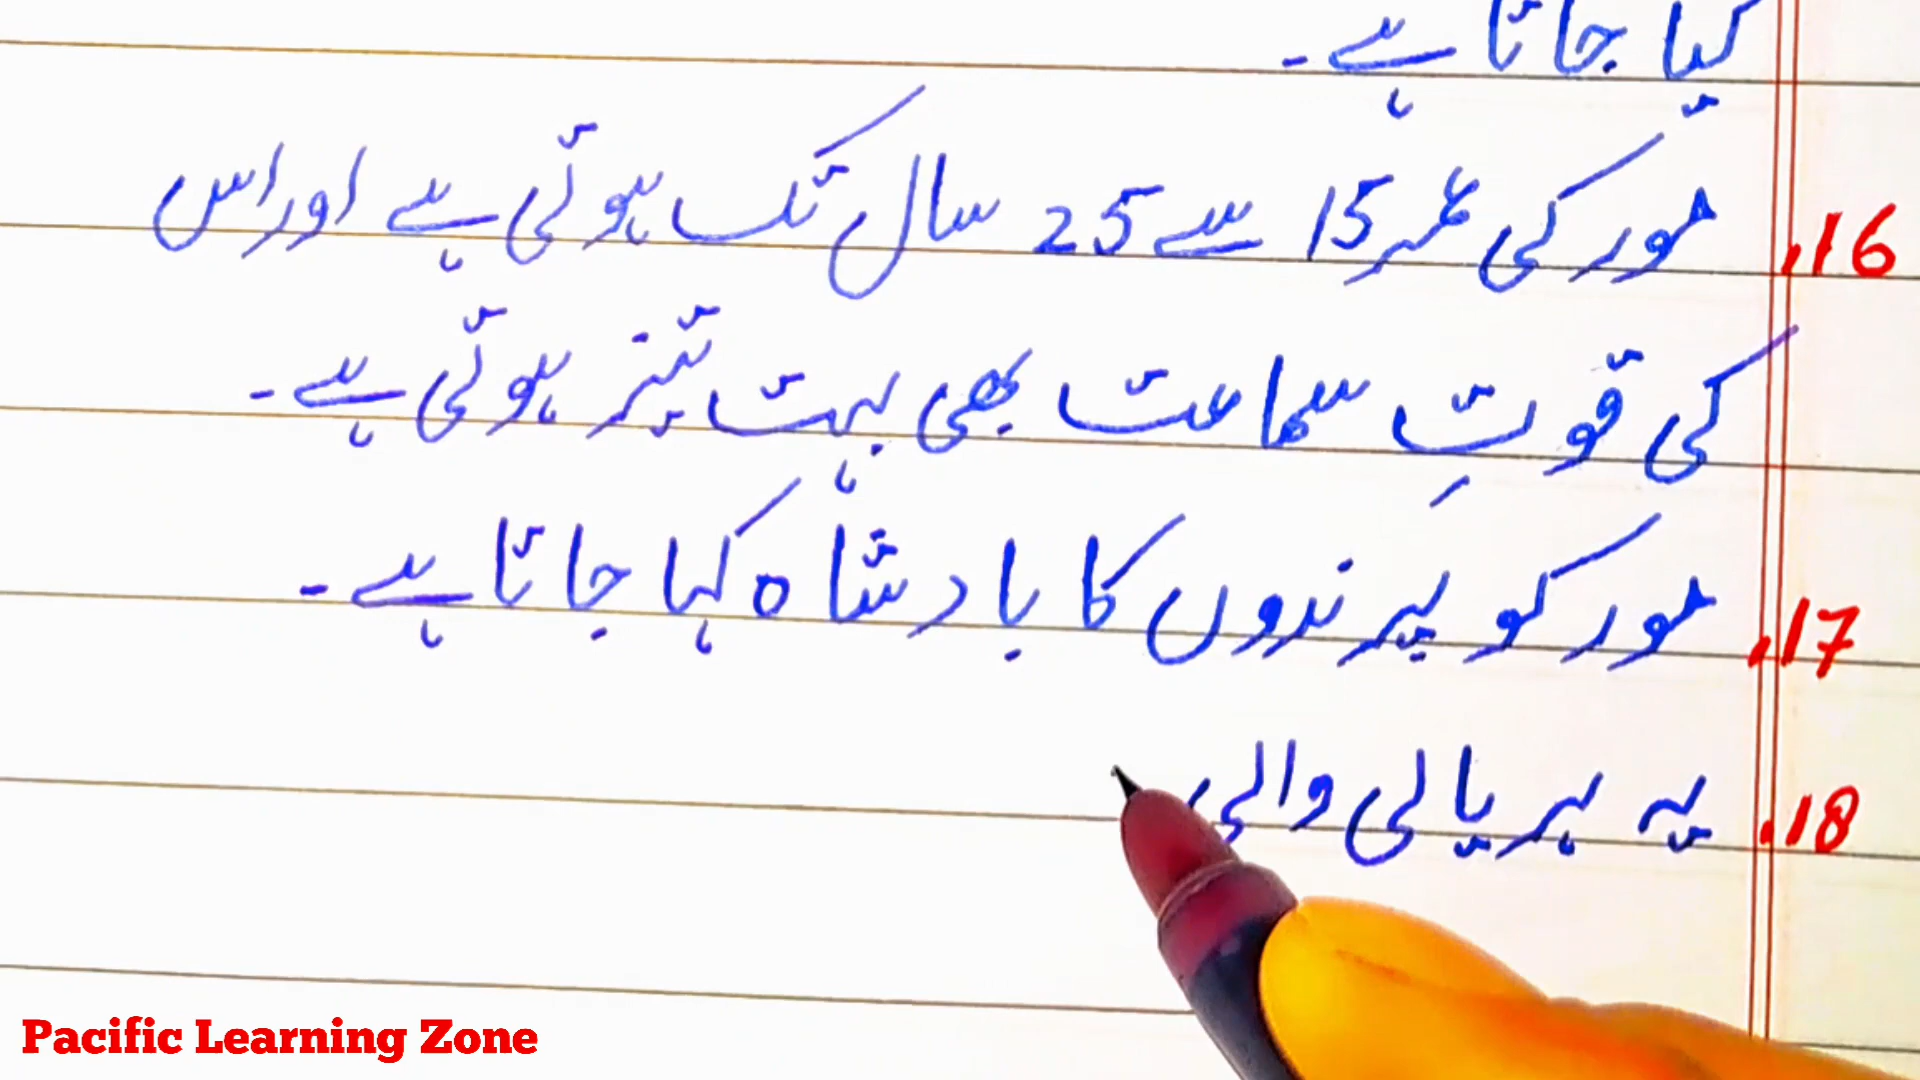 کیا جاتا ہے۔
16. مور کی عمر 15 سے 25 سال تک ہوتی ہے اور اس
کی قوتِ سماعت بھی بہت تیز ہوتی ہے۔
17. مور کو پرندوں کا بادشاہ کہا جاتا ہے۔
18. یہ ہریالی والی
Pacific Learning Zone